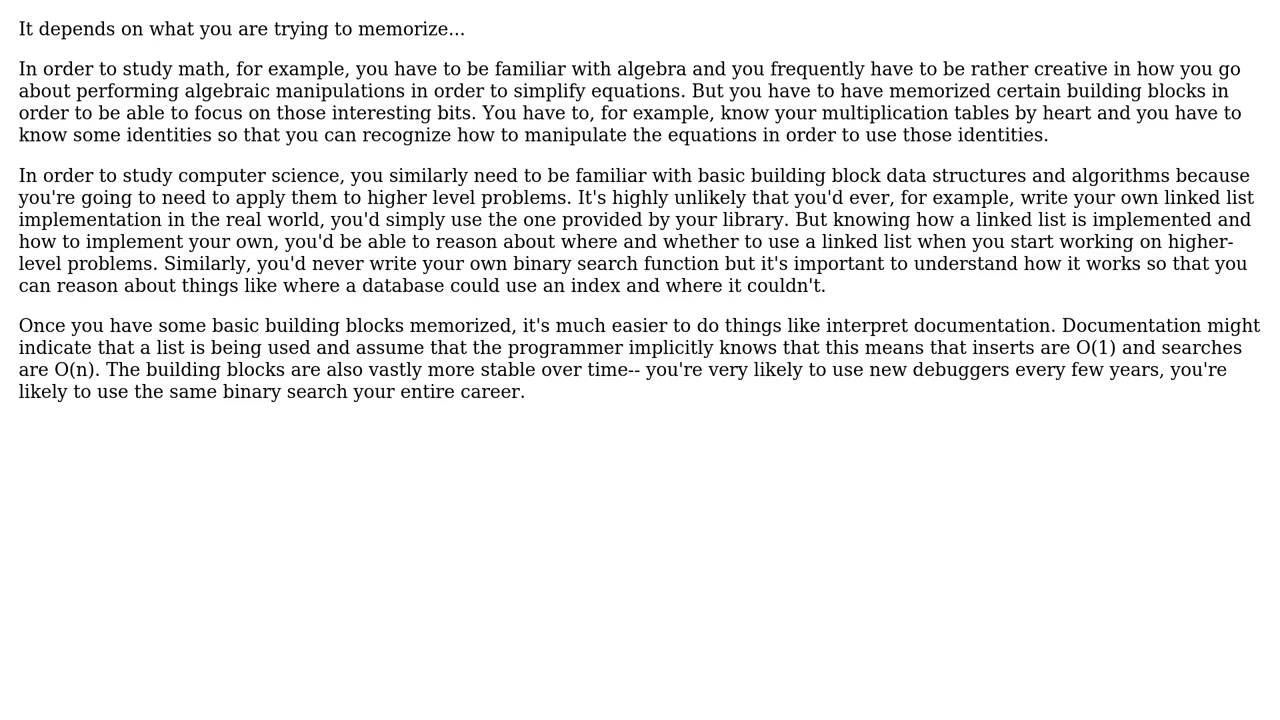 It depends on what you are trying to memorize...
In order to study math, for example, you have to be familiar with algebra and you frequently have to be rather creative in how you go
about performing algebraic manipulations in order to simplify equations. But you have to have memorized certain building blocks in
order to be able to focus on those interesting bits. You have to, for example, know your multiplication tables by heart and you have to
know some identities so that you can recognize how to manipulate the equations in order to use those identities.
In order to study computer science, you similarly need to be familiar with basic building block data structures and algorithms because
you're going to need to apply them to higher level problems. It's highly unlikely that you'd ever, for example, write your own linked list
implementation in the real world, you'd simply use the one provided by your library. But knowing how a linked list is implemented and
how to implement your own, you'd be able to reason about where and whether to use a linked list when you start working on higher-
level problems. Similarly, you'd never write your own binary search function but it's important to understand how it works so that you
can reason about things like where a database could use an index and where it couldn't.
Once you have some basic building blocks memorized, it's much easier to do things like interpret documentation. Documentation might
indicate that a list is being used and assume that the programmer implicitly knows that this means that inserts are O(1) and searches
are O(n). The building blocks are also vastly more stable over time-- you're very likely to use new debuggers every few years, you're
likely to use the same binary search your entire career.